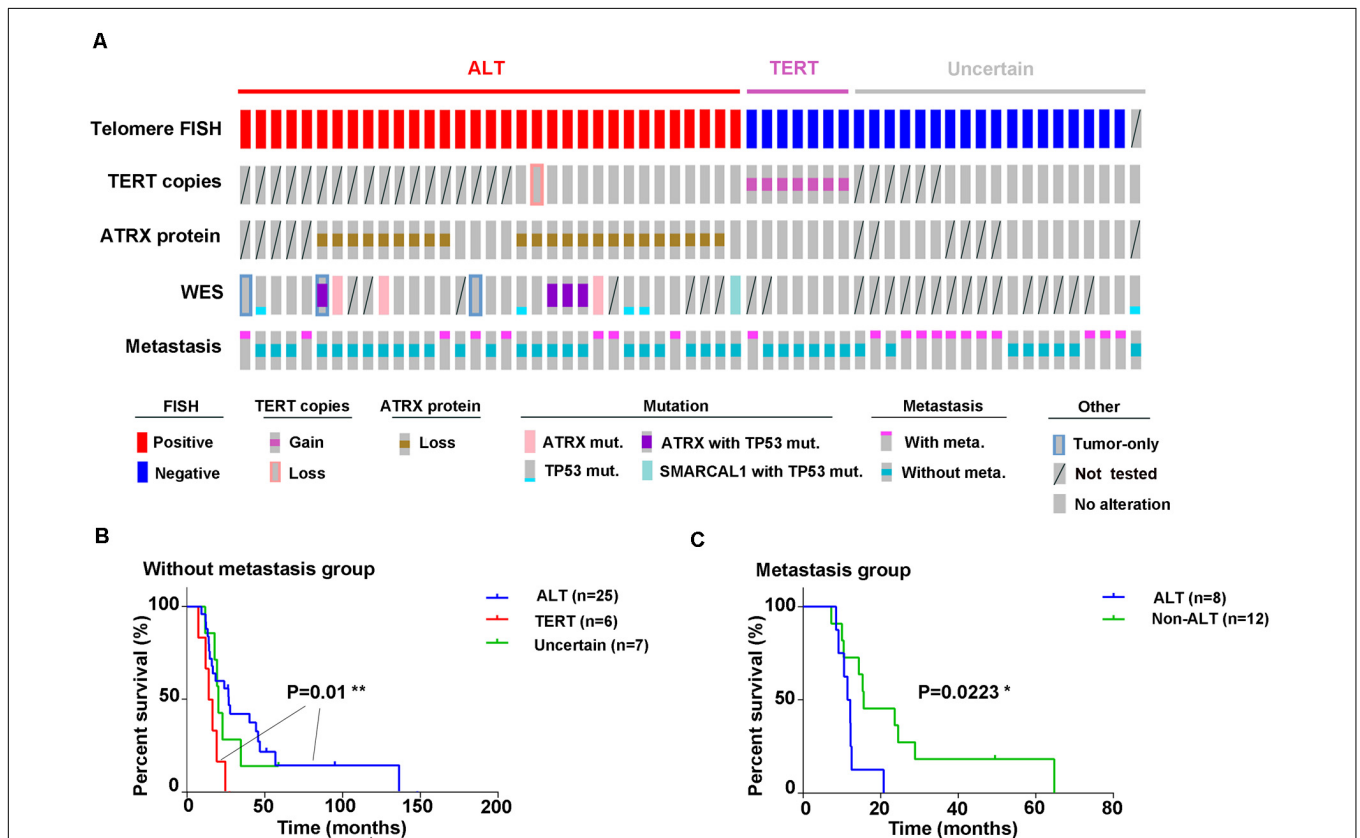 A
ALT TERT Uncertain
Telomere FISH
TERT copies
ATRX protein
WES
Metastasis
FISH TERT copies ATRX protein Mutation Metastasis Other
Positive Gain Loss ATRX mut. ATRX with TP53 mut. With meta. Tumor-only
Negative Loss TP53 mut. SMARCAL1 with TP53 mut. Without meta. Not tested
No alteration
B
Without metastasis group
ALT (n=25)
TERT (n=6)
Uncertain (n=7)
P=0.01 **
Percent survival (%)
100
50
0
0 50 100 150 200
Time (months)
C
Metastasis group
ALT (n=8)
Non-ALT (n=12)
P=0.0223 *
Percent survival (%)
100
50
0
0 20 40 60 80
Time (months)